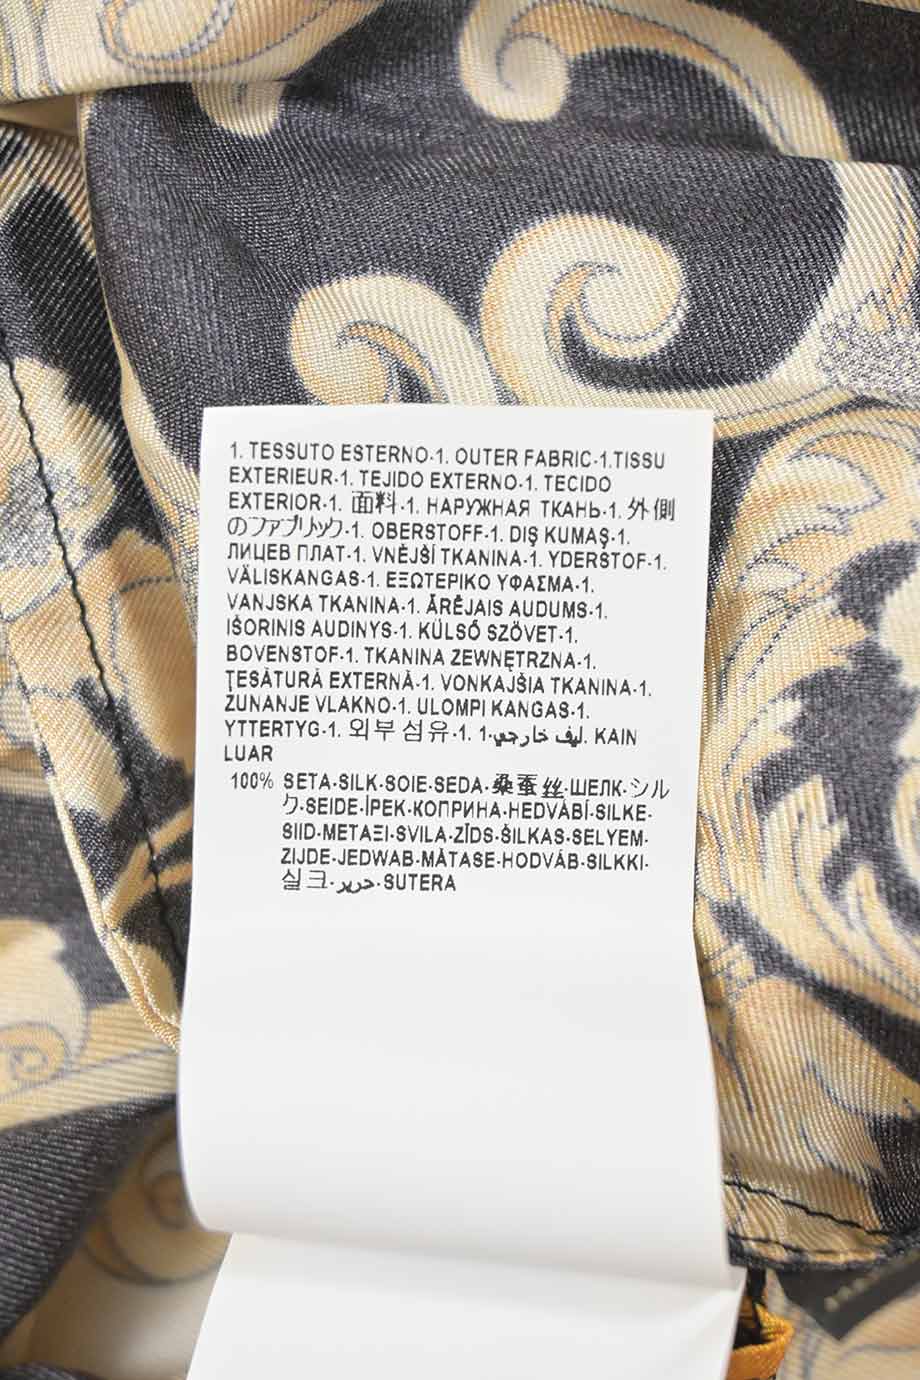 1. TESSUTO ESTERNO-1. OUTER FABRIC-1.TISSU
EXTERIEUR-1. TEJIDO EXTERNO-1. TECIDO
EXTERIOR-1. 面料-1. НАРУЖНАЯ ТКАНЬ-1. 外側
のファブリック-1. OBERSTOFF-1. DIŞ KUMAŞ-1.
ЛИЦЕВ ПЛАТ-1. VNĚJŠÍ TKANINA-1. YDERSTOF-1.
VÄLISKANGAS-1. ΕΞΩΤΕΡΙΚΟ ΥΦΑΣΜΑ-1.
VANJSKA TKANINA-1. ĀRĒJAIS AUDUMS-1.
IŠORINIS AUDINYS-1. KÜLSŐ SZÖVET-1.
BOVENSTOF-1. TKANINA ZEWNĘTRZNA-1.
ŢESĂTURĂ EXTERNĂ-1. VONKAJŠIA TKANINA-1.
ZUNANJE VLAKNO-1. ULOMPI KANGAS-1.
YTTERTYG-1. 외부 섬유-1. 1-ليف خارجي.1. KAIN
LUAR
100% SETA-SILK-SOIE-SEDA-桑蚕丝-ШЕЛК-シル
ク-SEIDE-İPEK-КОПРИНА-HEDVÁBÍ-SILKE-
SIID-ΜΕΤΑΞΙ-SVILA-ZĪDS-ŠILKAS-SELYEM-
ZIJDE-JEDWAB-MĂTASE-HODVÁB-SILKKI-
실크-حرير-SUTERA